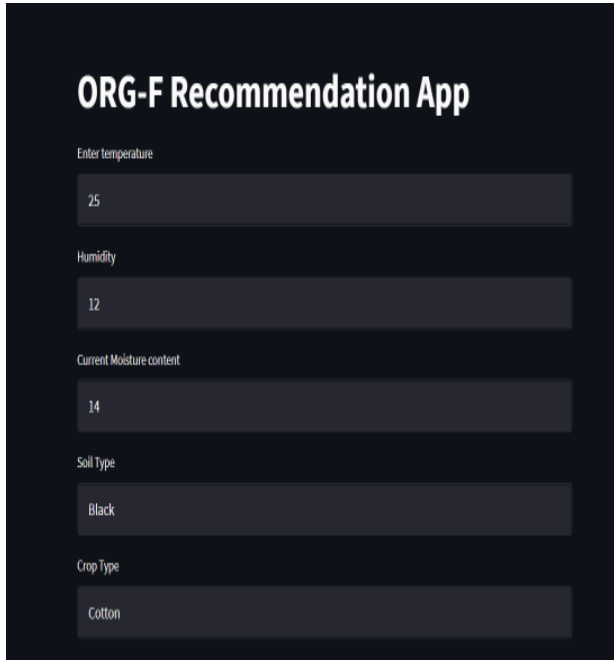 ORG-F Recommendation App
Enter temperature
25
Humidity
12
Current Moisture content
14
Soil Type
Black
Crop Type
Cotton